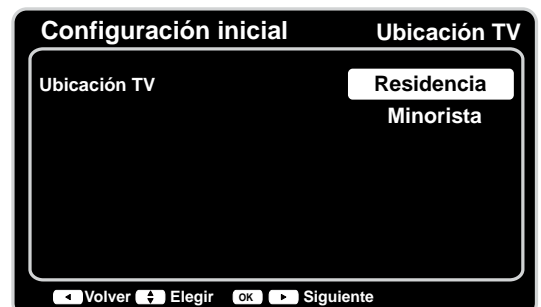 Configuración inicial Ubicación TV
Ubicación TV Residencia
Minorista
Volver Elegir OK Siguiente